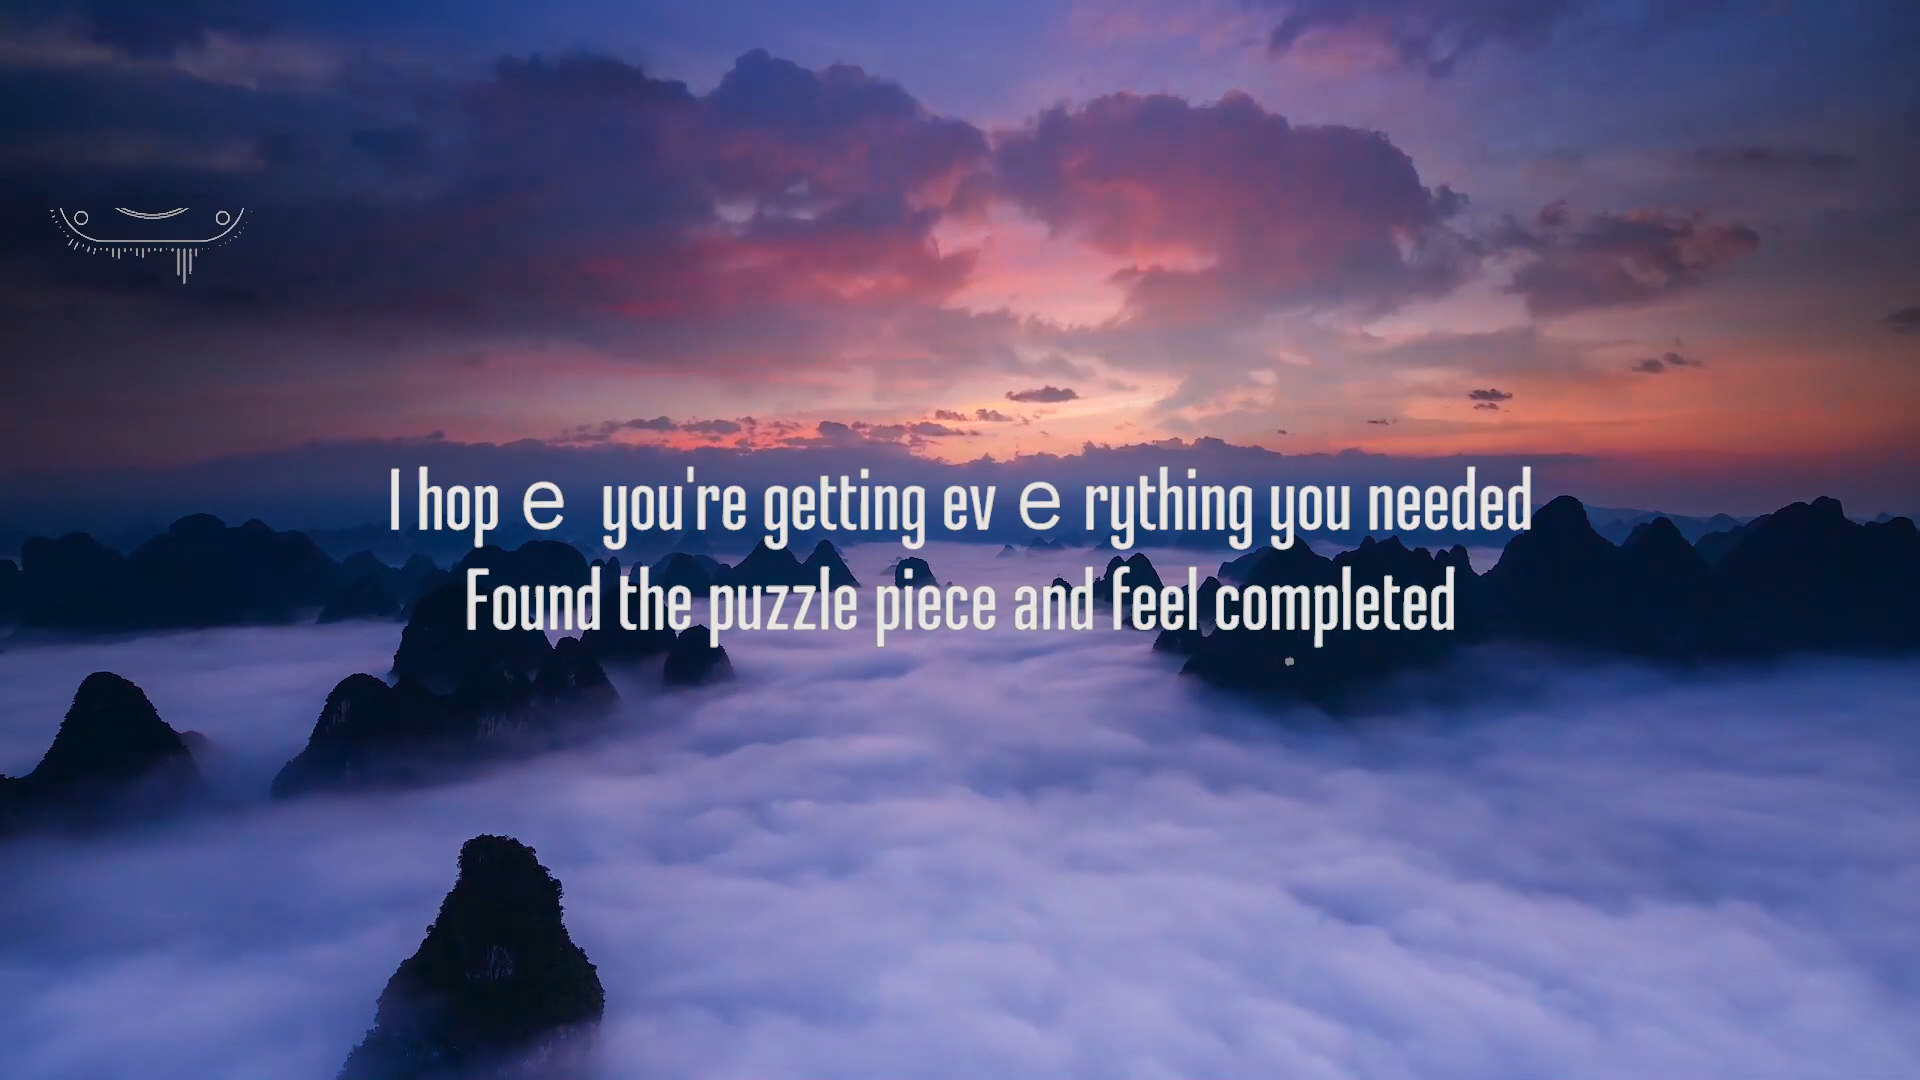 I hop е you're getting ev е rything you needed
Found the puzzle piece and feel completed